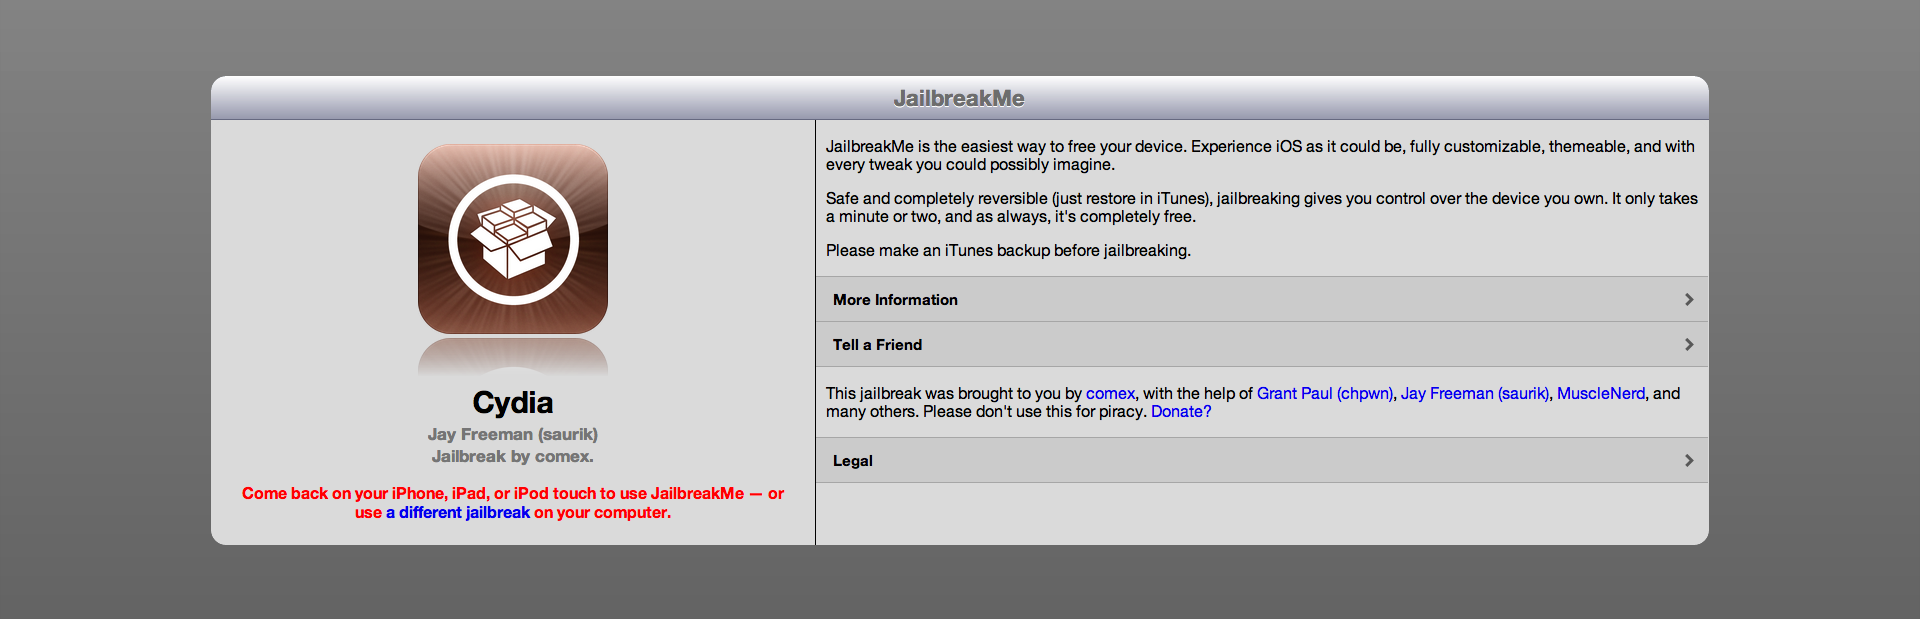 JailbreakMe
Cydia
Jay Freeman (saurik)
Jailbreak by comex.
Come back on your iPhone, iPad, or iPod touch to use JailbreakMe — or
use a different jailbreak on your computer.
JailbreakMe is the easiest way to free your device. Experience iOS as it could be, fully customizable, themeable, and with
every tweak you could possibly imagine.
Safe and completely reversible (just restore in iTunes), jailbreaking gives you control over the device you own. It only takes
a minute or two, and as always, it's completely free.
Please make an iTunes backup before jailbreaking.
More Information
Tell a Friend
This jailbreak was brought to you by comex, with the help of Grant Paul (chpwn), Jay Freeman (saurik), MuscleNerd, and
many others. Please don't use this for piracy. Donate?
Legal